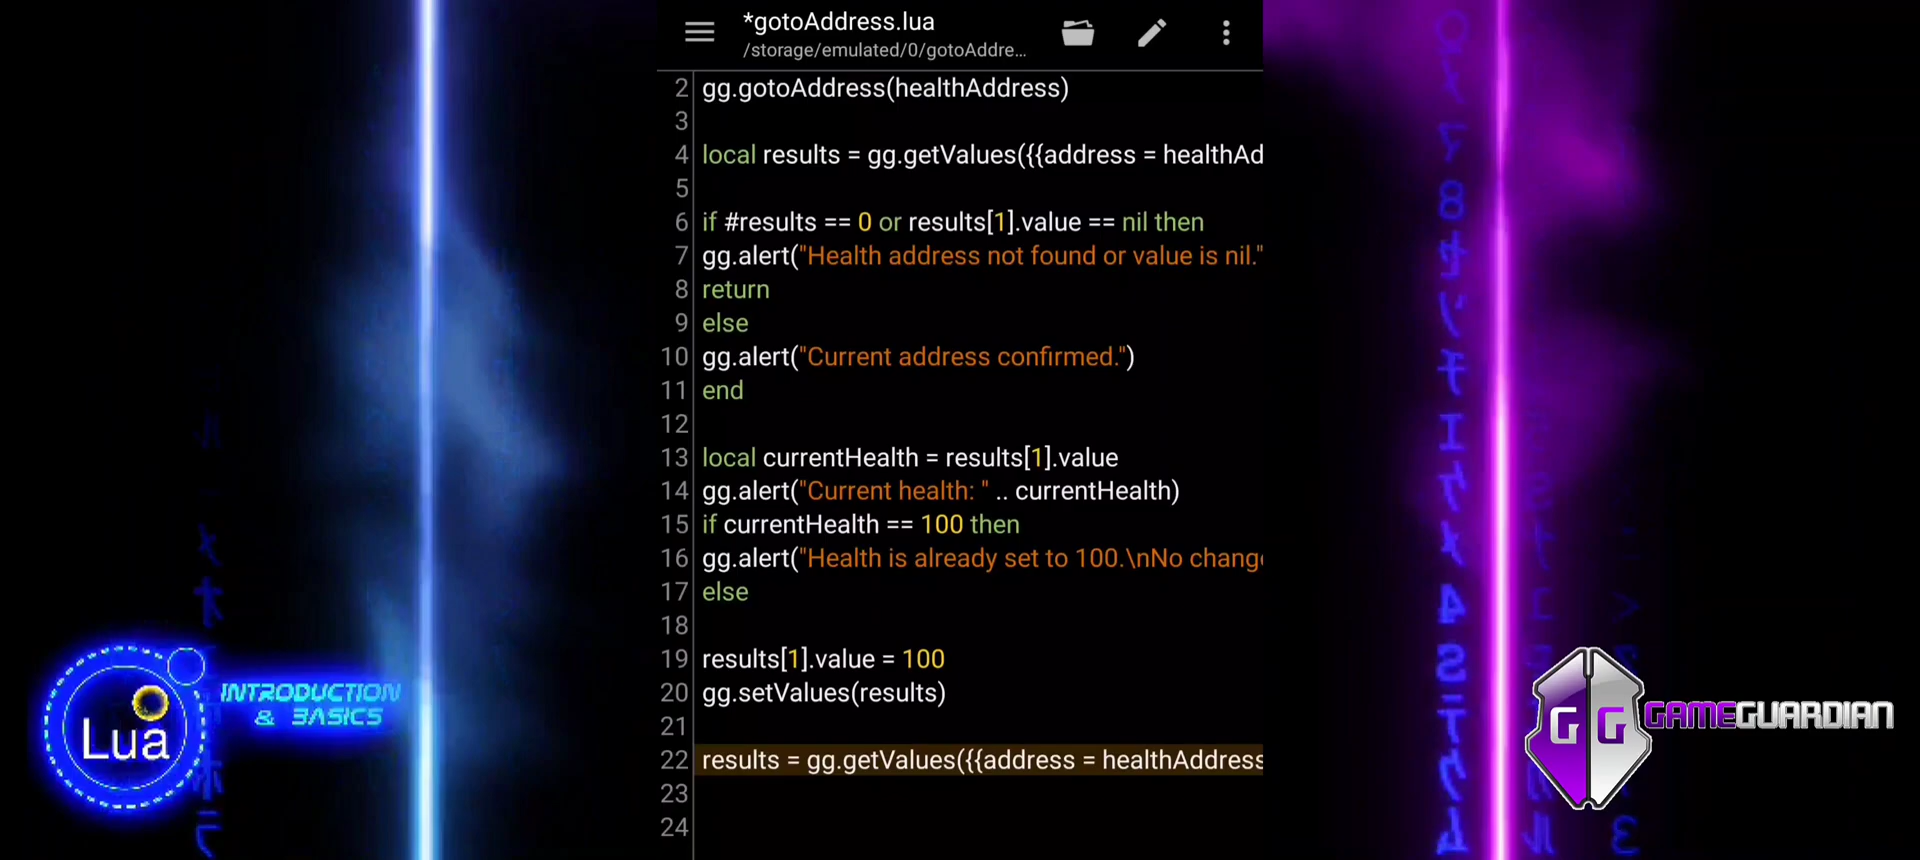 *gotoAddress.lua
/storage/emulated/0/gotoAddre...
2 gg.gotoAddress(healthAddress)
3
4 local results = gg.getValues({{address = healthAd
5
6 if #results == 0 or results[1].value == nil then
7 gg.alert("Health address not found or value is nil."
8 return
9 else
10 gg.alert("Current address confirmed.")
11 end
12
13 local currentHealth = results[1].value
14 gg.alert("Current health: " .. currentHealth)
15 if currentHealth == 100 then
16 gg.alert("Health is already set to 100.\nNo chang
17 else
18
19 results[1].value = 100
20 gg.setValues(results)
21
22 results = gg.getValues({{address = healthAddress
23
24
Lua
INTRODUCTION
& BASICS
GG GAMEGUARDIAN